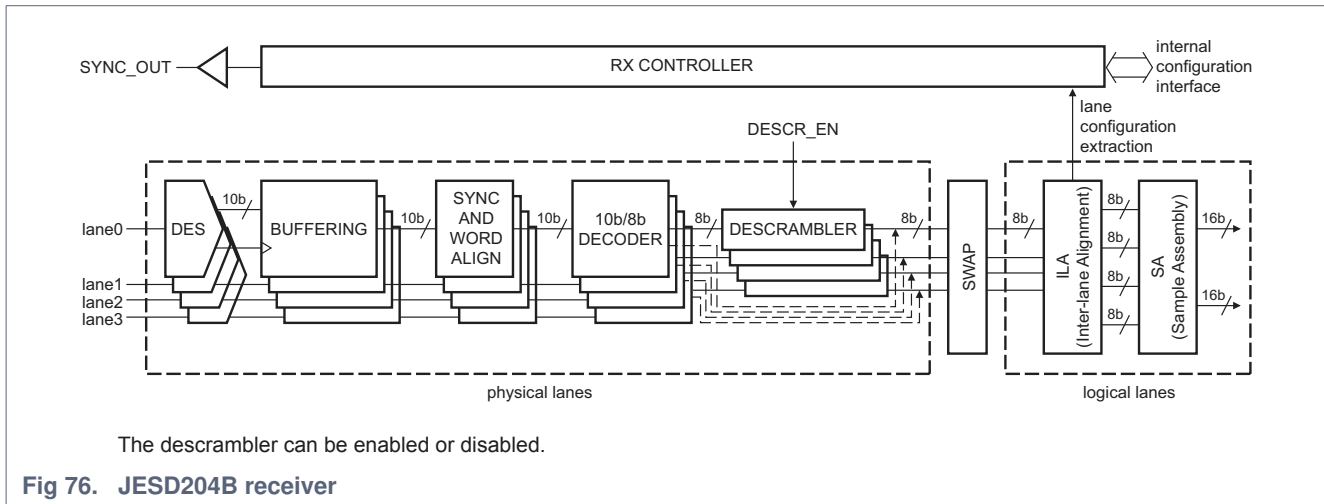 SYNC_OUT
RX CONTROLLER
internal
configuration
interface
lane
configuration
extraction
DESCR_EN
lane0
lane1
lane2
lane3
DES
10b
BUFFERING
10b
SYNC
AND
WORD
ALIGN
10b
10b/8b
DECODER
8b
DESCRAMBLER
8b
SWAP
8b
ILA
(Inter-lane Alignment)
8b
8b
8b
8b
SA
(Sample Assembly)
16b
16b
physical lanes
logical lanes
The descrambler can be enabled or disabled.
Fig 76. JESD204B receiver